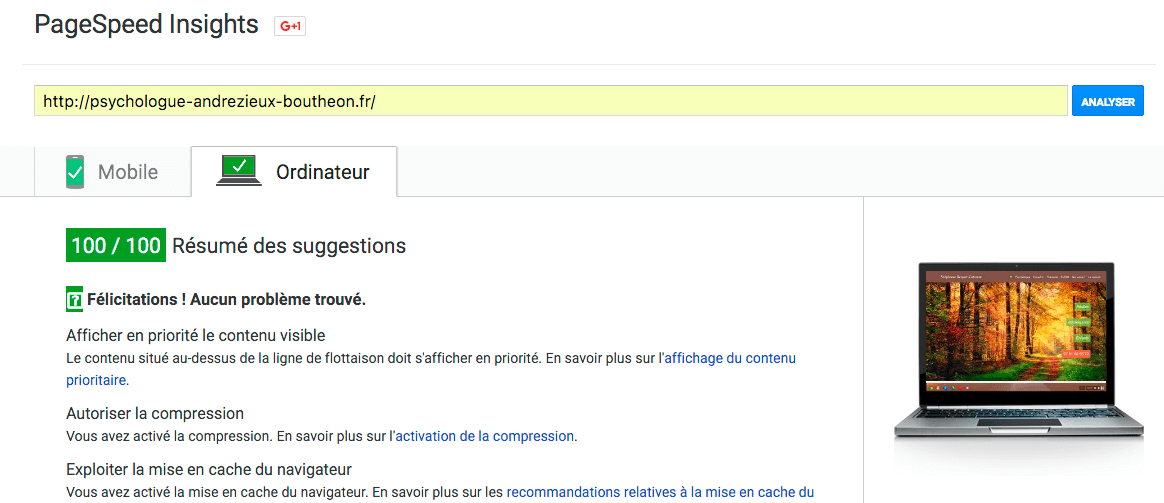 PageSpeed Insights G+1
http://psychologue-andrezieux-boutheon.fr/ ANALYSER
Mobile Ordinateur
100 / 100 Résumé des suggestions
Félicitations ! Aucun problème trouvé.
Afficher en priorité le contenu visible
Le contenu situé au-dessus de la ligne de flottaison doit s'afficher en priorité. En savoir plus sur l'affichage du contenu
prioritaire.
Autoriser la compression
Vous avez activé la compression. En savoir plus sur l'activation de la compression.
Exploiter la mise en cache du navigateur
Vous avez activé la mise en cache du navigateur. En savoir plus sur les recommandations relatives à la mise en cache du